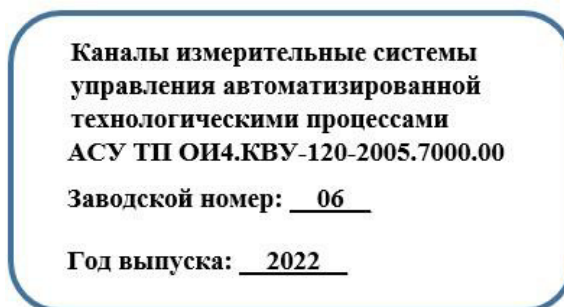 Каналы измерительные системы
управления автоматизированной
технологическими процессами
АСУ ТП ОИ4.КВУ-120-2005.7000.00
Заводской номер: 06
Год выпуска: 2022